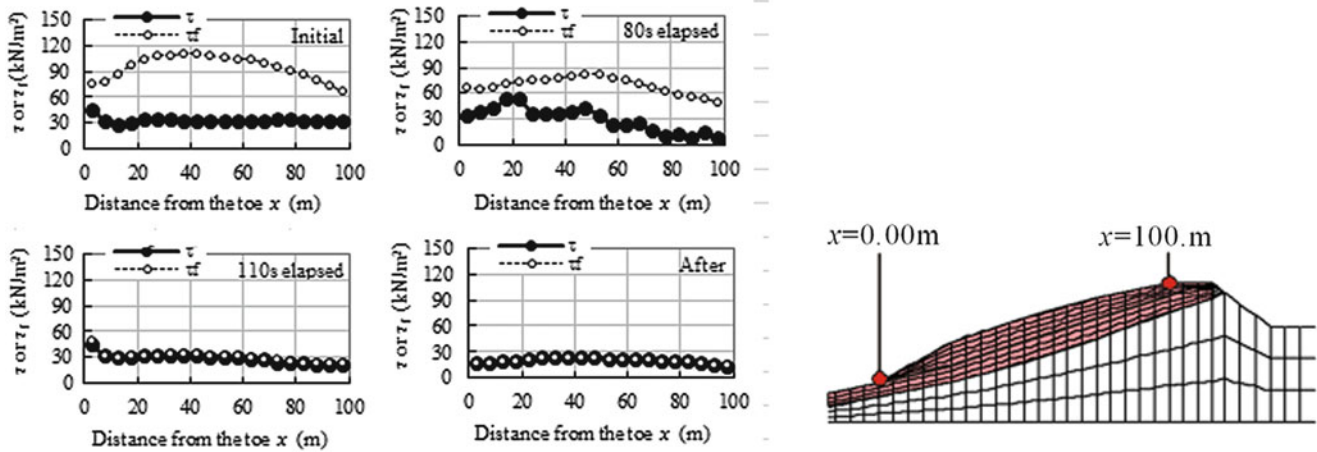 τ or τf (kN/m²)
150
120
90
60
30
0
τ
τf
Initial
0 20 40 60 80 100
Distance from the toe x (m)
τ or τf (kN/m²)
150
120
90
60
30
0
τ
τf
80s elapsed
0 20 40 60 80 100
Distance from the toe x (m)
τ or τf (kN/m²)
150
120
90
60
30
0
τ
τf
110s elapsed
0 20 40 60 80 100
Distance from the toe x (m)
τ or τf (kN/m²)
150
120
90
60
30
0
τ
τf
After
0 20 40 60 80 100
Distance from the toe x (m)
x=0.00m
x=100.m